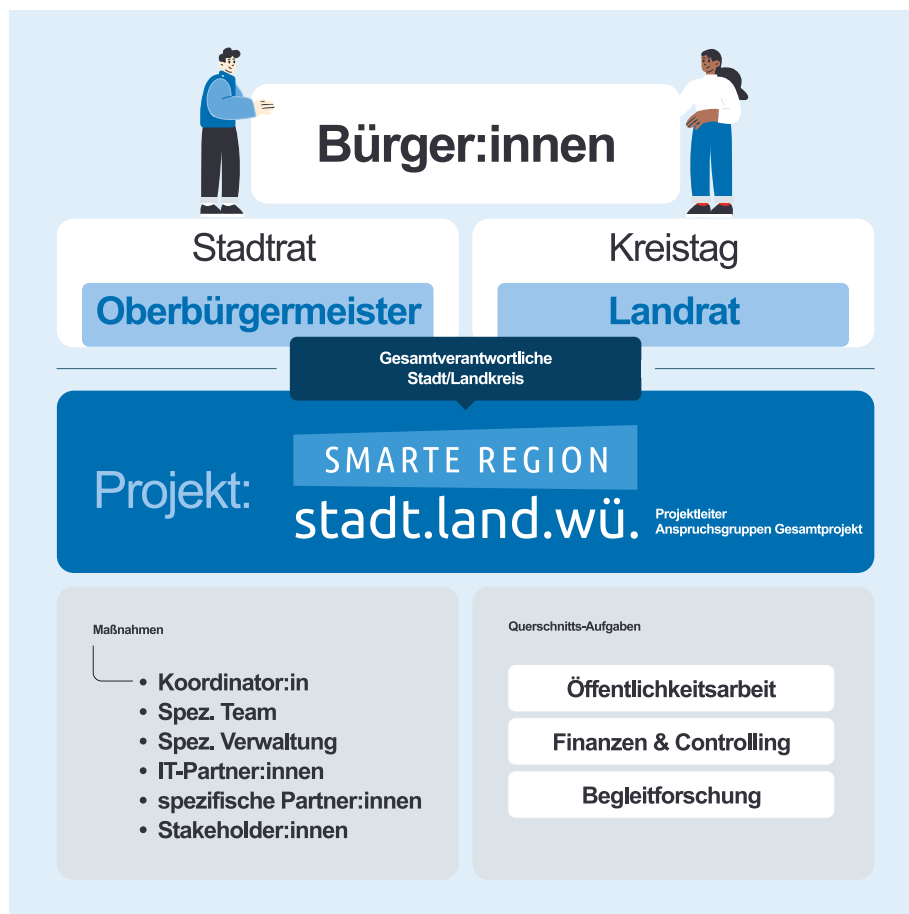 Bürger:innen
Stadtrat
Oberbürgermeister
Kreistag
Landrat
Gesamtverantwortliche
Stadt/Landkreis
Projekt:
SMARTE REGION
stadt.land.wü.
Projektleiter
Anspruchsgruppen Gesamtprojekt
Maßnahmen
• Koordinator:in
• Spez. Team
• Spez. Verwaltung
• IT-Partner:innen
• spezifische Partner:innen
• Stakeholder:innen
Querschnitts-Aufgaben
Öffentlichkeitsarbeit
Finanzen & Controlling
Begleitforschung